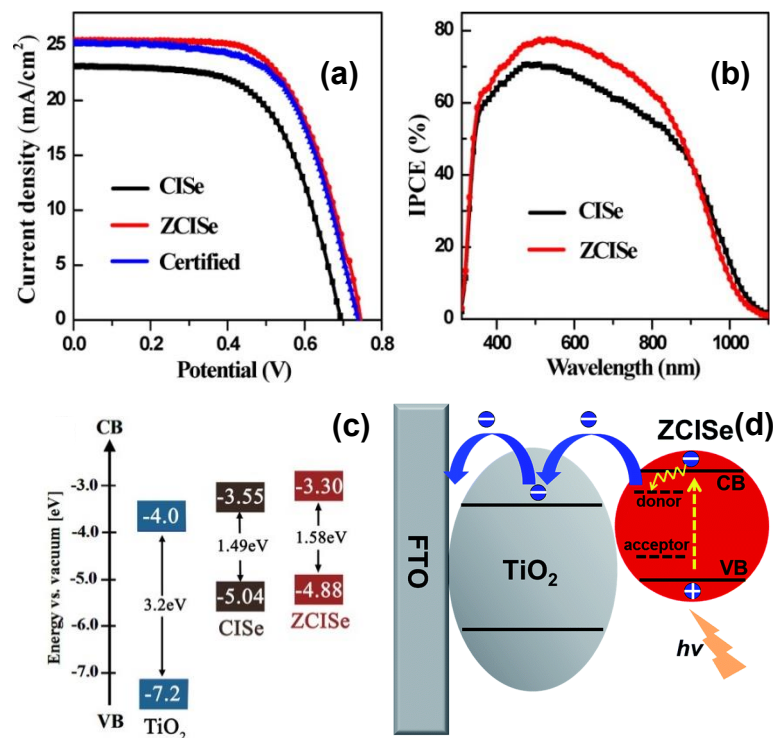 (a)
25
20
15
10
5
0
Current density (mA/cm²)
CISe
ZCISe
Certified
0.0 0.2 0.4 0.6 0.8
Potential (V)
(b)
80
60
40
20
0
IPCE (%)
CISe
ZCISe
400 600 800 1000
Wavelength (nm)
(c)
CB
Energy vs. vacuum [eV]
-3.0
-4.0
-5.0
-6.0
-7.0
VB
-4.0
3.2eV
-7.2
TiO₂
-3.55
1.49eV
-5.04
CISe
-3.30
1.58eV
-4.88
ZCISe
(d)
FTO
TiO₂
ZCISe
CB
donor
acceptor
VB
hv